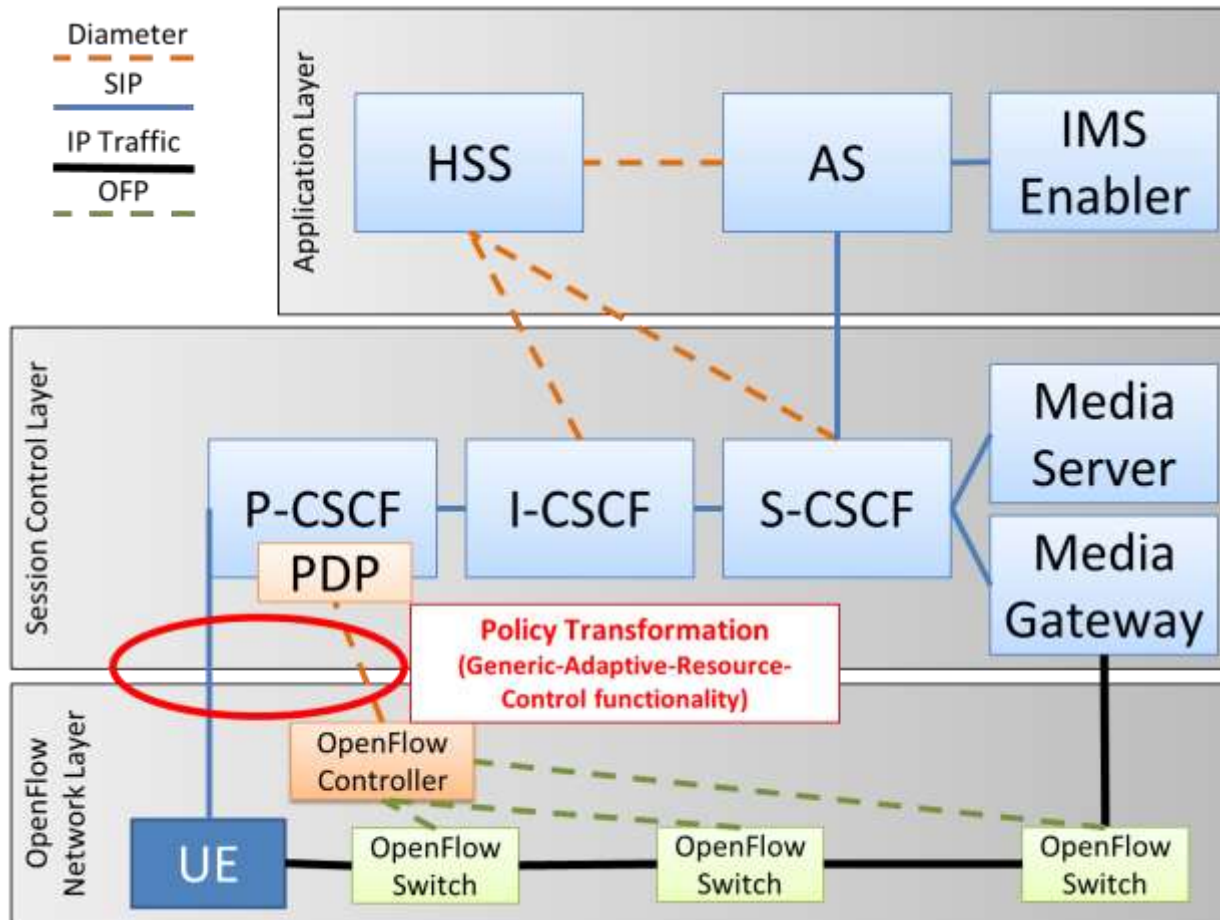 Diameter
SIP
IP Traffic
OFP
Application Layer
HSS
AS
IMS
Enabler
Session Control Layer
P-CSCF
I-CSCF
S-CSCF
Media
Server
PDP
Media
Gateway
Policy Transformation
(Generic-Adaptive-Resource-
Control functionality)
OpenFlow
Network Layer
OpenFlow
Controller
UE
OpenFlow
Switch
OpenFlow
Switch
OpenFlow
Switch